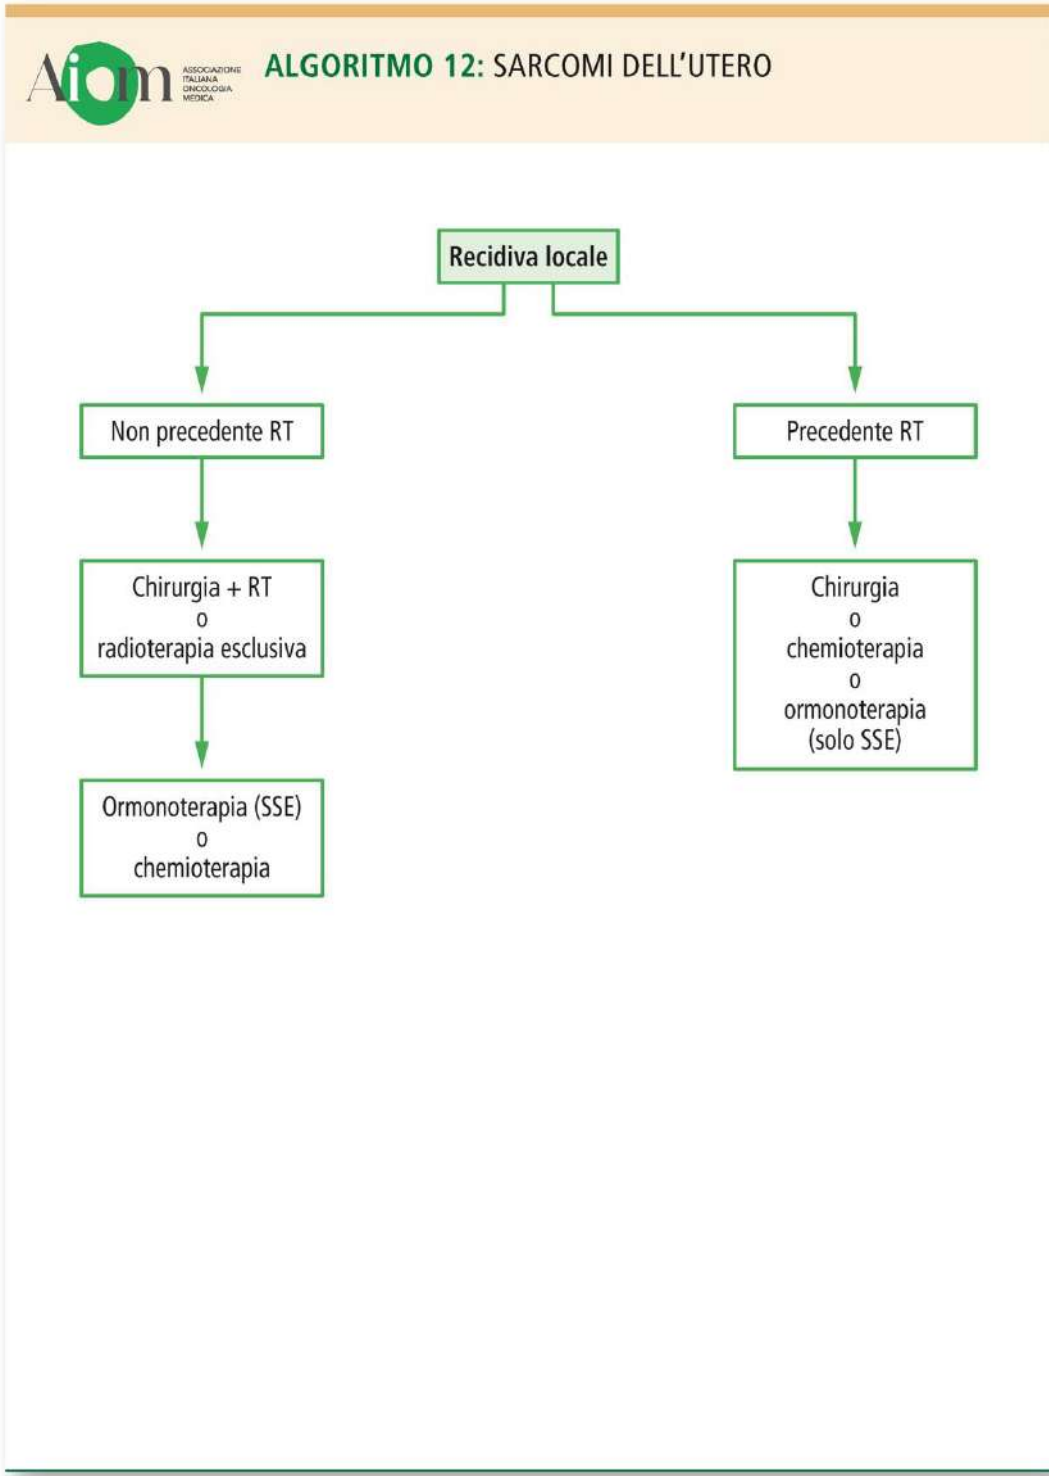 Aiom
ASSOCIAZIONE
ITALIANA
ONCOLOGIA
MEDICA
ALGORITMO 12: SARCOMI DELL'UTERO
Recidiva locale
Non precedente RT
Precedente RT
Chirurgia + RT
o
radioterapia esclusiva
Chirurgia
o
chemioterapia
o
ormonoterapia
(solo SSE)
Ormonoterapia (SSE)
o
chemioterapia